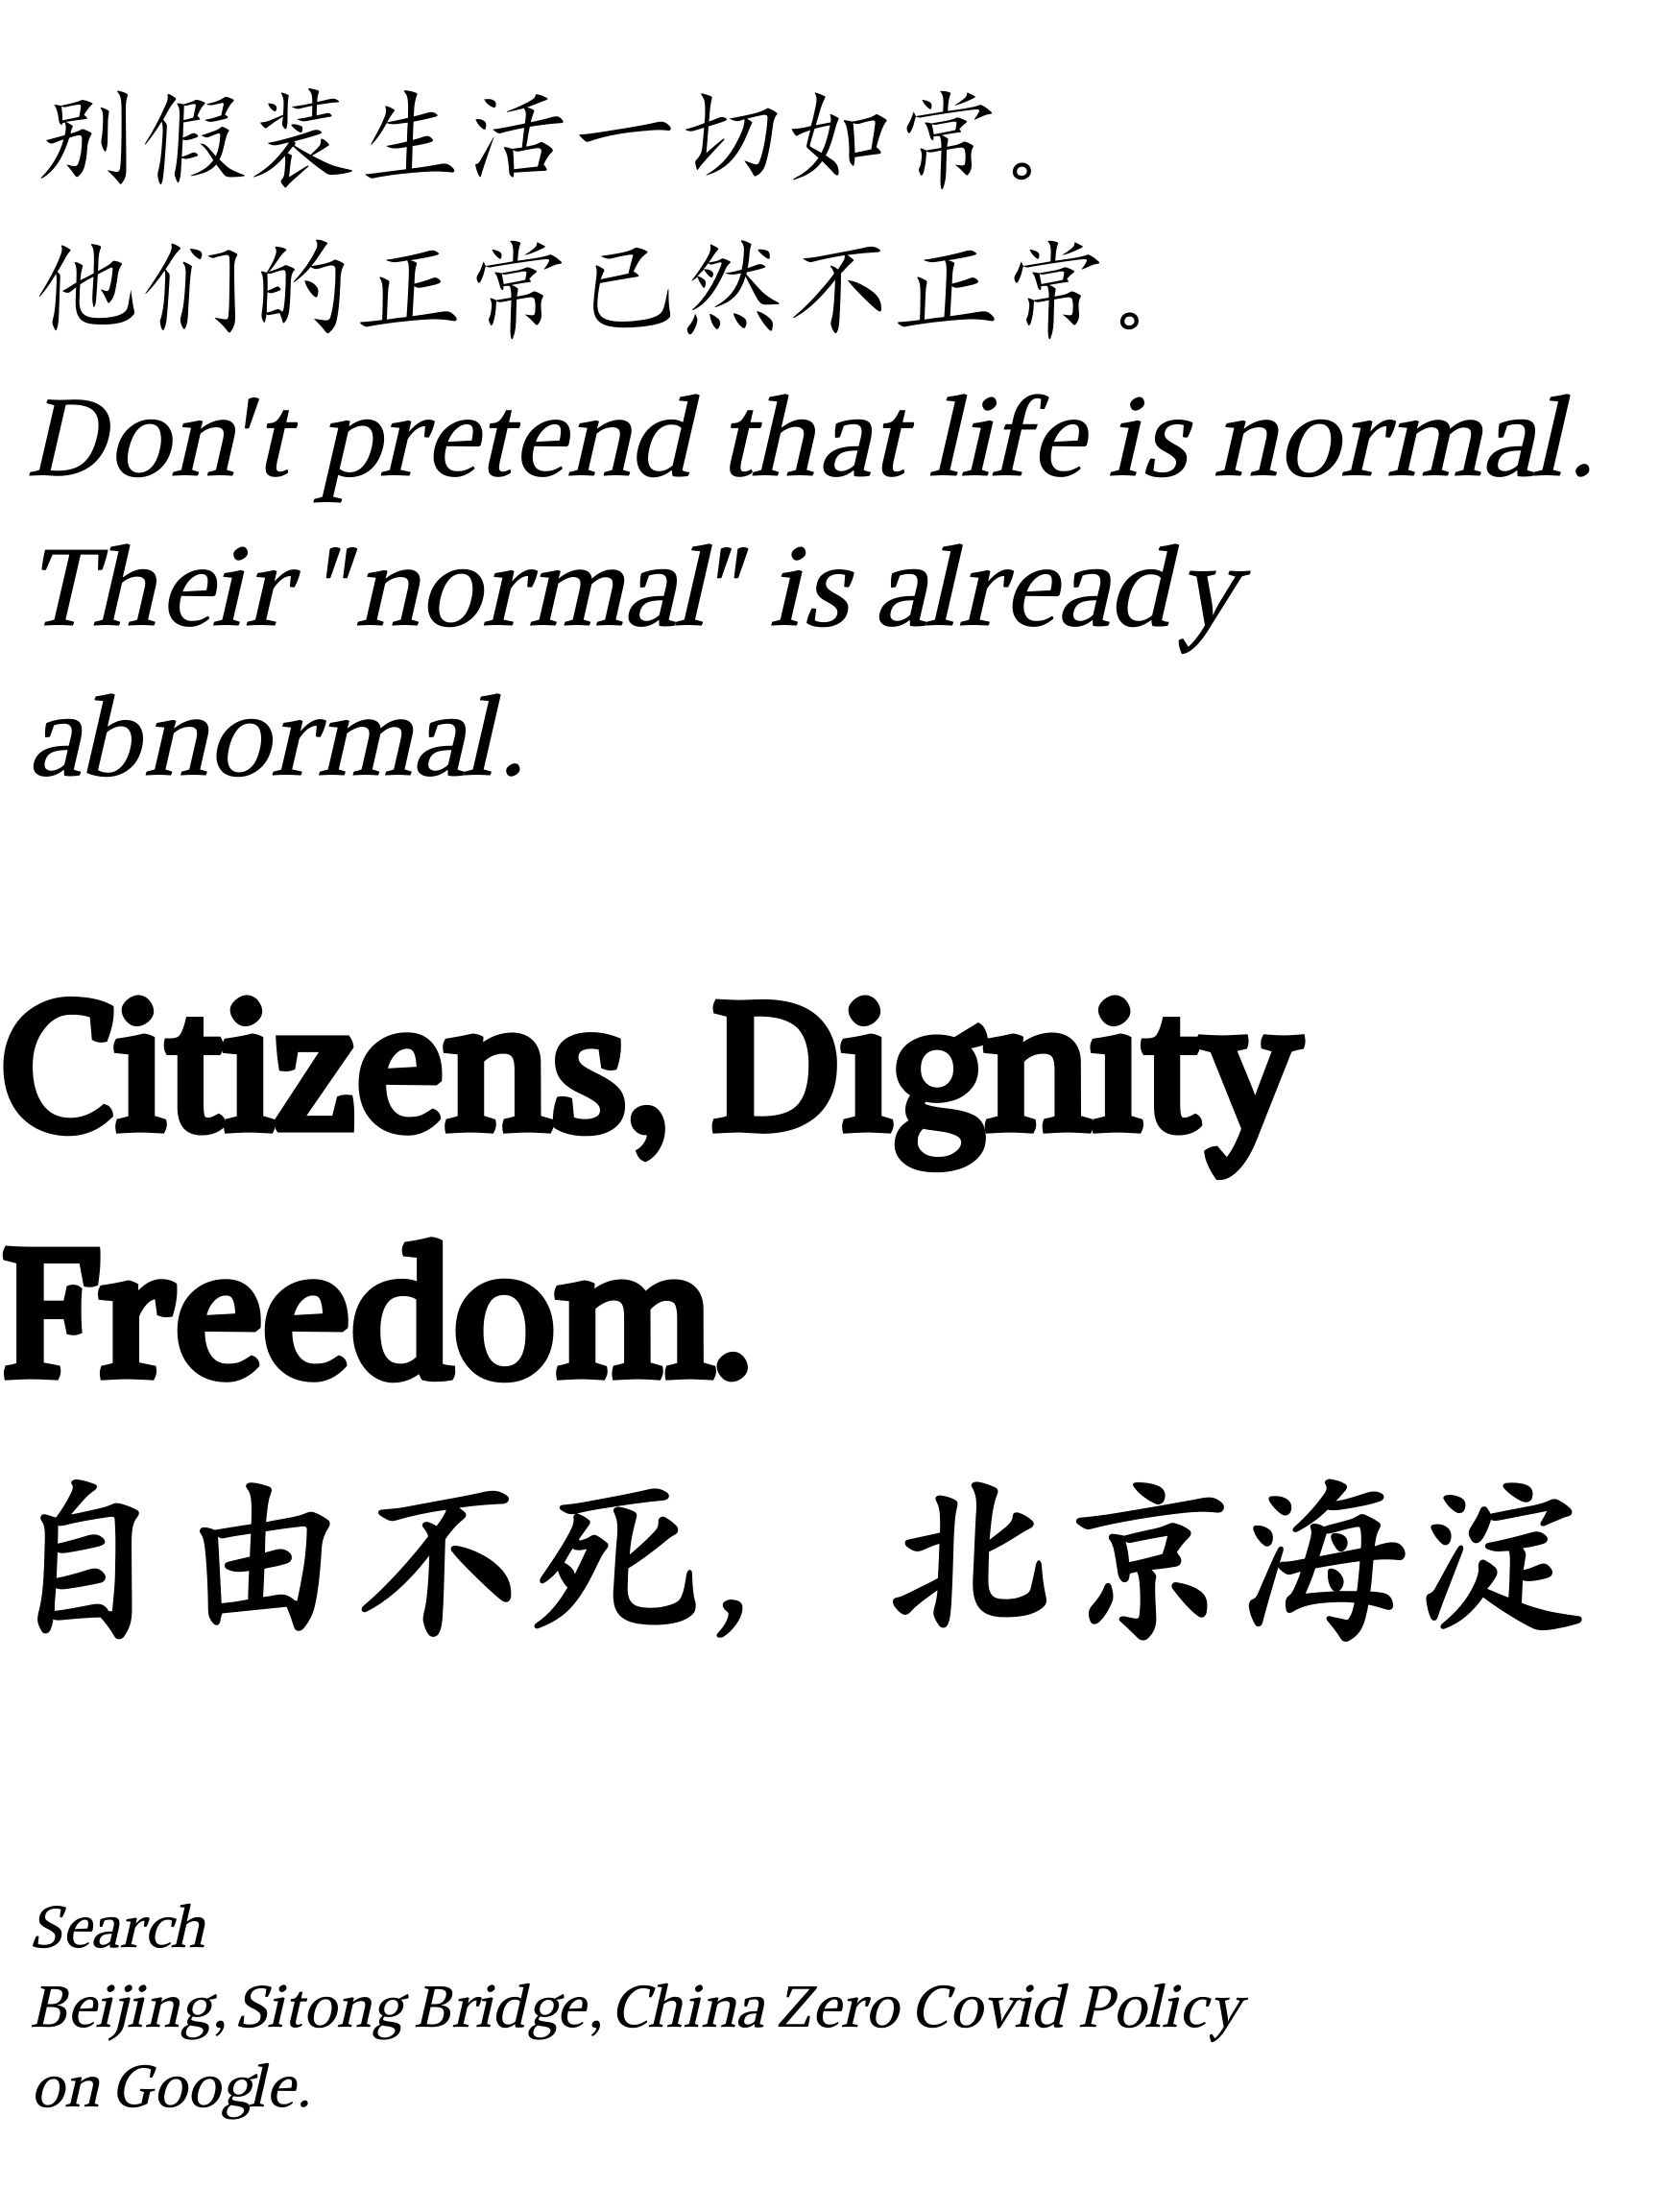 别假装生活一切如常。
他们的正常已然不正常。
Don't pretend that life is normal.
Their "normal" is already
abnormal.
Citizens, Dignity
Freedom.
自由不死, 北京海淀
Search
Beijing, Sitong Bridge, China Zero Covid Policy
on Google.